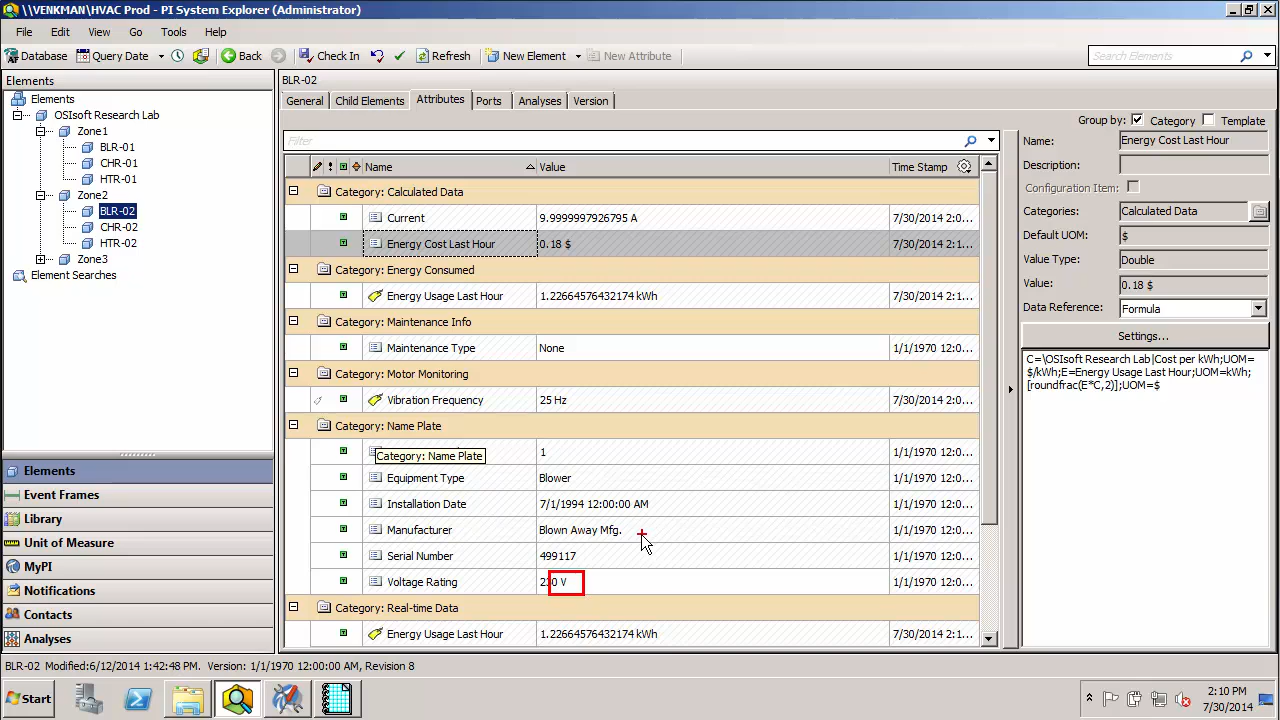 \\VENKMAN\HVAC Prod - PI System Explorer (Administrator)
File Edit View Go Tools Help
Database Query Date Back Check In Refresh New Element New Attribute Search Elements
Elements
Elements
OSIsoft Research Lab
Zone1
BLR-01
CHR-01
HTR-01
Zone2
BLR-02
CHR-02
HTR-02
Zone3
Element Searches
Elements
Event Frames
Library
Unit of Measure
MyPI
Notifications
Contacts
Analyses
BLR-02
General Child Elements Attributes Ports Analyses Version
Group by: Category Template
Filter
Name Value Time Stamp
Category: Calculated Data
Current 9.9999997926795 A 7/30/2014 2:0...
Energy Cost Last Hour 0.18 $ 7/30/2014 2:1...
Category: Energy Consumed
Energy Usage Last Hour 1.22664576432174 kWh 7/30/2014 2:0...
Category: Maintenance Info
Maintenance Type None 1/1/1970 12:0...
Category: Motor Monitoring
Vibration Frequency 25 Hz 7/30/2014 2:0...
Category: Name Plate
Category: Name Plate 1 1/1/1970 12:0...
Equipment Type Blower 1/1/1970 12:0...
Installation Date 7/1/1994 12:00:00 AM 1/1/1970 12:0...
Manufacturer Blown Away Mfg. 1/1/1970 12:0...
Serial Number 499117 1/1/1970 12:0...
Voltage Rating 230 V 1/1/1970 12:0...
Category: Real-time Data
Energy Usage Last Hour 1.22664576432174 kWh 7/30/2014 2:0...
Name: Energy Cost Last Hour
Description:
Configuration Item:
Categories: Calculated Data
Default UOM: $
Value Type: Double
Value: 0.18 $
Data Reference: Formula
Settings...
C=\OSIsoft Research Lab|Cost per kWh;UOM=
$/kWh;E=Energy Usage Last Hour;UOM=kWh;
[roundfrac(E*C,2)];UOM=$
BLR-02 Modified:6/12/2014 1:42:48 PM. Version: 1/1/1970 12:00:00 AM, Revision 8
Start
2:10 PM
7/30/2014